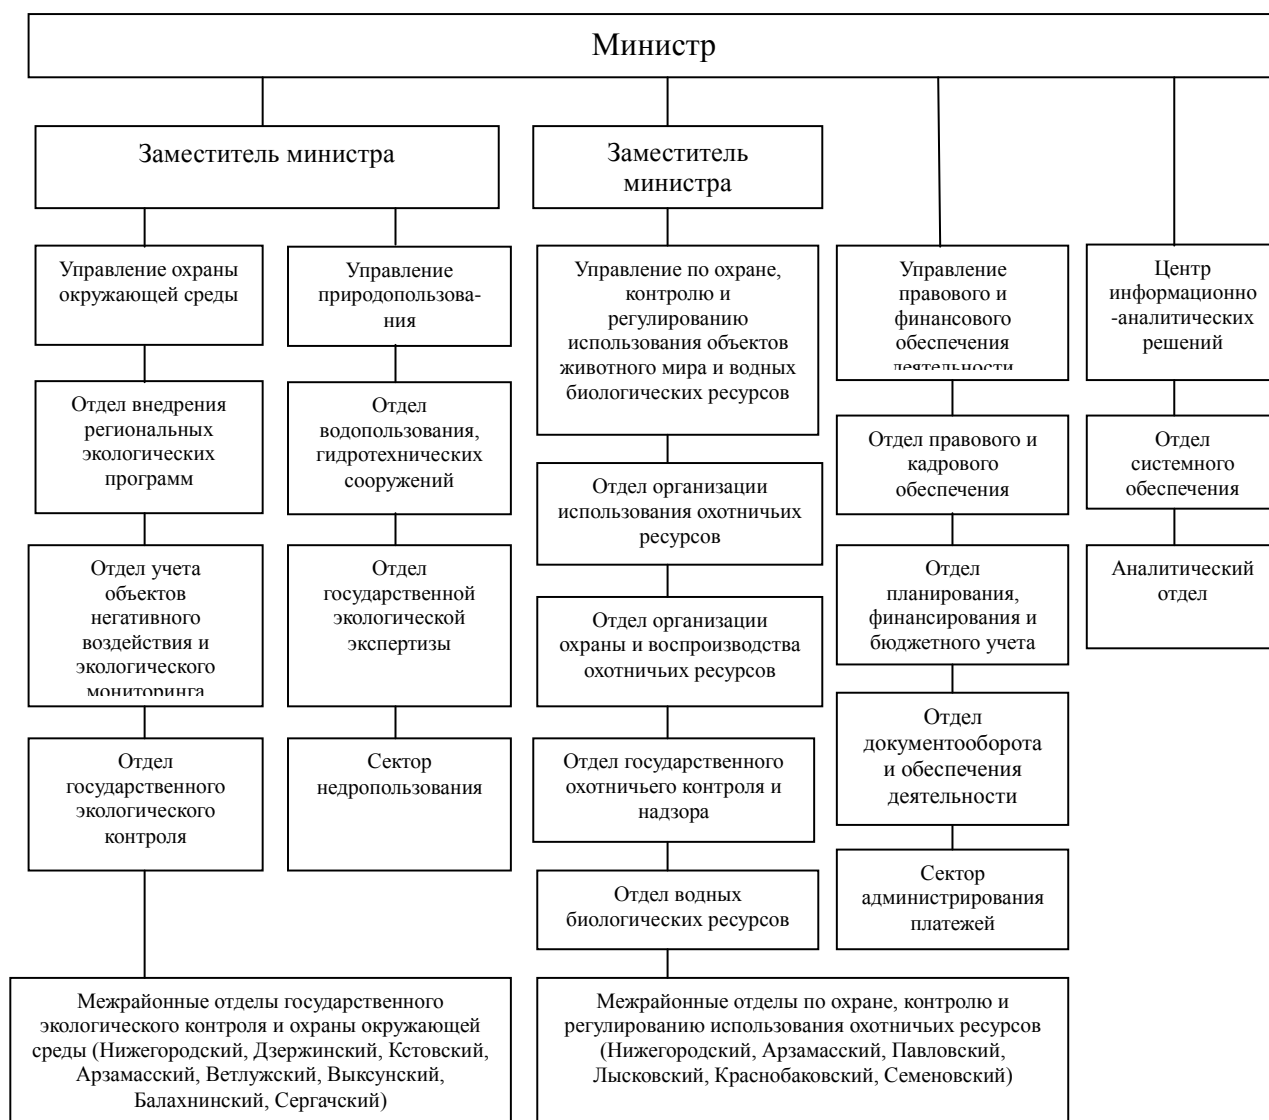 Министр
Заместитель министра
Заместитель
министра
Управление охраны
окружающей среды
Управление
природопользова-
ния
Управление по охране,
контролю и
регулированию
использования объектов
животного мира и водных
биологических ресурсов
Управление
правового и
финансового
обеспечения
деятельности
Центр
информационно
-аналитических
решений
Отдел внедрения
региональных
экологических
программ
Отдел
водопользования,
гидротехнических
сооружений
Отдел организации
использования охотничьих
ресурсов
Отдел правового и
кадрового
обеспечения
Отдел
системного
обеспечения
Отдел учета
объектов
негативного
воздействия и
экологического
мониторинга
Отдел
государственной
экологической
экспертизы
Отдел организации
охраны и воспроизводства
охотничьих ресурсов
Отдел
планирования,
финансирования и
бюджетного учета
Аналитический
отдел
Отдел
государственного
экологического
контроля
Сектор
недропользования
Отдел государственного
охотничьего контроля и
надзора
Отдел
документооборота
и обеспечения
деятельности
Отдел водных
биологических ресурсов
Сектор
администрирования
платежей
Межрайонные отделы государственного
экологического контроля и охраны окружающей
среды (Нижегородский, Дзержинский, Кстовский,
Арзамасский, Ветлужский, Выксунский,
Балахнинский, Сергачский)
Межрайонные отделы по охране, контролю и
регулированию использования охотничьих ресурсов
(Нижегородский, Арзамасский, Павловский,
Лысковский, Краснобаковский, Семеновский)